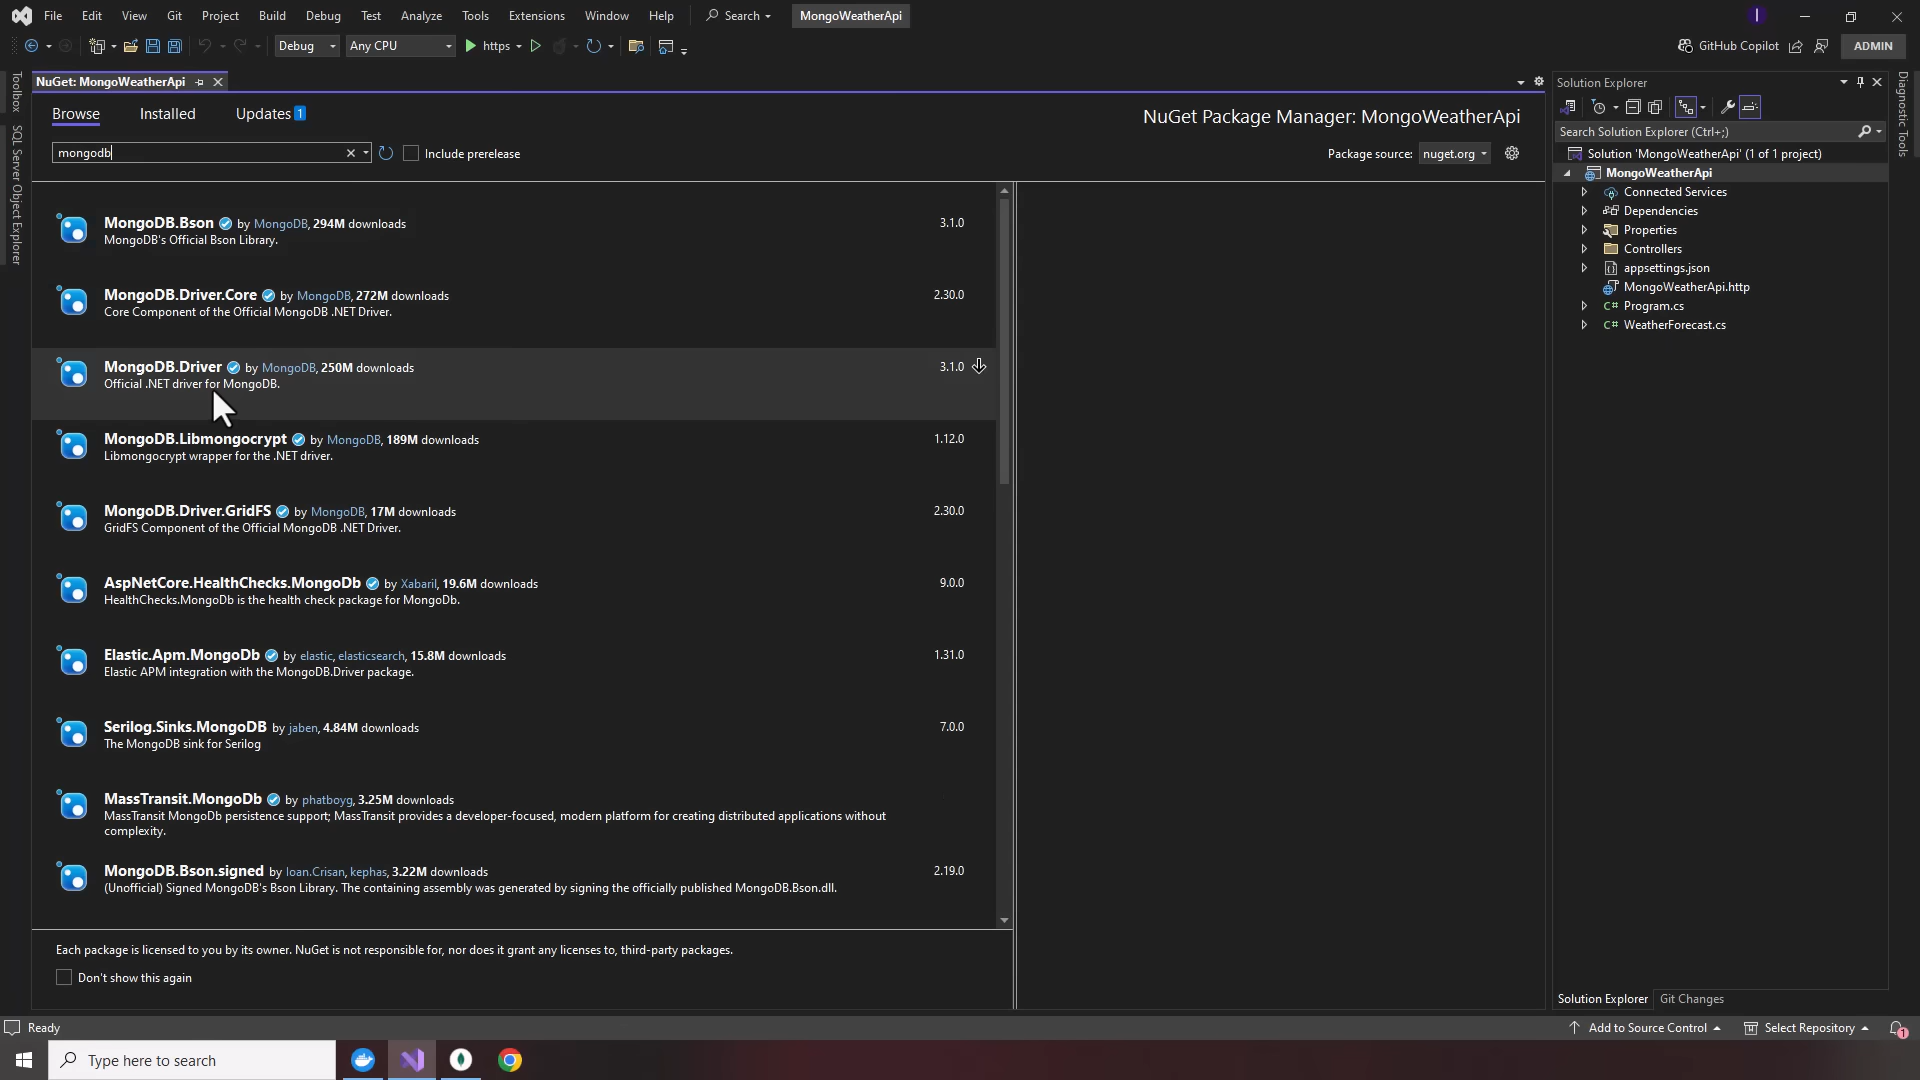 File Edit View Git Project Build Debug Test Analyze Tools Extensions Window Help Search MongoWeatherApi
Debug Any CPU https GitHub Copilot ADMIN
Toolbox
SQL Server Object Explorer
NuGet: MongoWeatherApi
Browse Installed Updates 1
NuGet Package Manager: MongoWeatherApi
mongodb
Include prerelease
Package source: nuget.org
MongoDB.Bson by MongoDB, 294M downloads 3.1.0
MongoDB's Official Bson Library.
MongoDB.Driver.Core by MongoDB, 272M downloads 2.30.0
Core Component of the Official MongoDB .NET Driver.
MongoDB.Driver by MongoDB, 250M downloads 3.1.0
Official .NET driver for MongoDB.
MongoDB.Libmongocrypt by MongoDB, 189M downloads 1.12.0
Libmongocrypt wrapper for the .NET driver.
MongoDB.Driver.GridFS by MongoDB, 17M downloads 2.30.0
GridFS Component of the Official MongoDB .NET Driver.
AspNetCore.HealthChecks.MongoDb by Xabaril, 19.6M downloads 9.0.0
HealthChecks.MongoDb is the health check package for MongoDb.
Elastic.Apm.MongoDb by elastic, elasticsearch, 15.8M downloads 1.31.0
Elastic APM integration with the MongoDB.Driver package.
Serilog.Sinks.MongoDB by jaben, 4.84M downloads 7.0.0
The MongoDB sink for Serilog
MassTransit.MongoDb by phatboyg, 3.25M downloads
MassTransit MongoDb persistence support; MassTransit provides a developer-focused, modern platform for creating distributed applications without
complexity.
MongoDB.Bson.signed by Ioan.Crisan, kephas, 3.22M downloads 2.19.0
(Unofficial) Signed MongoDB's Bson Library. The containing assembly was generated by signing the officially published MongoDB.Bson.dll.
Each package is licensed to you by its owner. NuGet is not responsible for, nor does it grant any licenses to, third-party packages.
Don't show this again
Solution Explorer
Search Solution Explorer (Ctrl+;)
Solution 'MongoWeatherApi' (1 of 1 project)
MongoWeatherApi
Connected Services
Dependencies
Properties
Controllers
appsettings.json
MongoWeatherApi.http
C# Program.cs
C# WeatherForecast.cs
Solution Explorer Git Changes
Diagnostic Tools
Ready Add to Source Control Select Repository 1
Type here to search